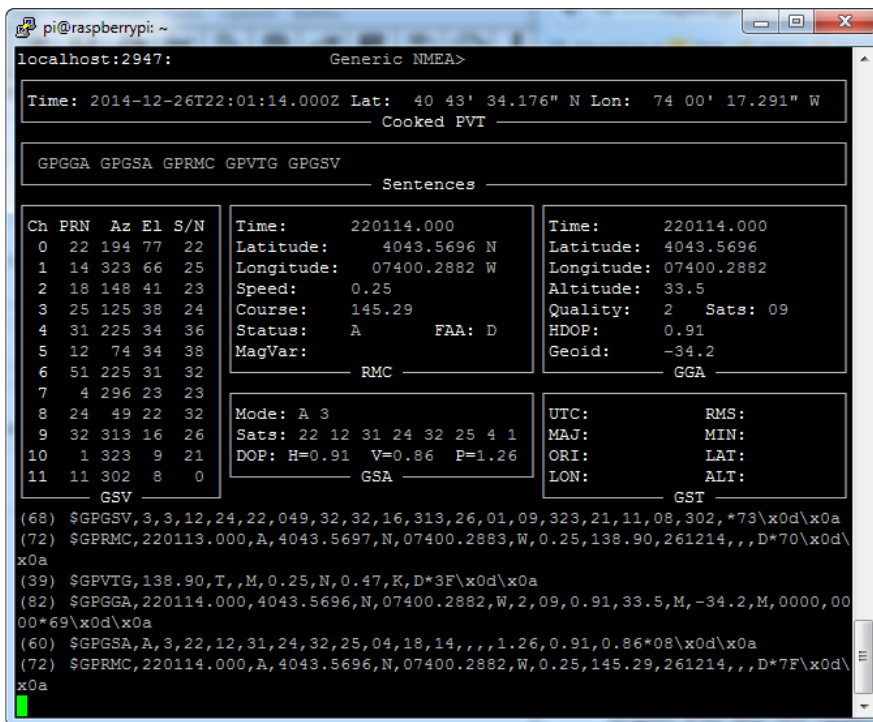 pi@raspberrypi: ~
localhost:2947: Generic NMEA>
Time: 2014-12-26T22:01:14.000Z Lat: 40 43' 34.176" N Lon: 74 00' 17.291" W
Cooked PVT
GPGGA GPGSA GPRMC GPVTG GPGSV
Sentences
Ch PRN Az El S/N
0 22 194 77 22
1 14 323 66 25
2 18 148 41 23
3 25 125 38 24
4 31 225 34 36
5 12 74 34 38
6 51 225 31 32
7 4 296 23 23
8 24 49 22 32
9 32 313 16 26
10 1 323 9 21
11 11 302 8 0
GSV
Time: 220114.000
Latitude: 4043.5696 N
Longitude: 07400.2882 W
Speed: 0.25
Course: 145.29
Status: A FAA: D
MagVar:
RMC
Time: 220114.000
Latitude: 4043.5696
Longitude: 07400.2882
Altitude: 33.5
Quality: 2 Sats: 09
HDOP: 0.91
Geoid: -34.2
GGA
Mode: A 3
Sats: 22 12 31 24 32 25 4 1
DOP: H=0.91 V=0.86 P=1.26
GSA
UTC: RMS:
MAJ: MIN:
ORI: LAT:
LON: ALT:
GST
(68) $GPGSV,3,3,12,24,22,049,32,32,16,313,26,01,09,323,21,11,08,302,*73\x0d\x0a
(72) $GPRMC,220113.000,A,4043.5697,N,07400.2883,W,0.25,138.90,261214,,,D*70\x0d\
x0a
(39) $GPVTG,138.90,T,,M,0.25,N,0.47,K,D*3F\x0d\x0a
(82) $GPGGA,220114.000,4043.5696,N,07400.2882,W,2,09,0.91,33.5,M,-34.2,M,0000,00
00*69\x0d\x0a
(60) $GPGSA,A,3,22,12,31,24,32,25,04,18,14,,,,1.26,0.91,0.86*08\x0d\x0a
(72) $GPRMC,220114.000,A,4043.5696,N,07400.2882,W,0.25,145.29,261214,,,D*7F\x0d\
x0a